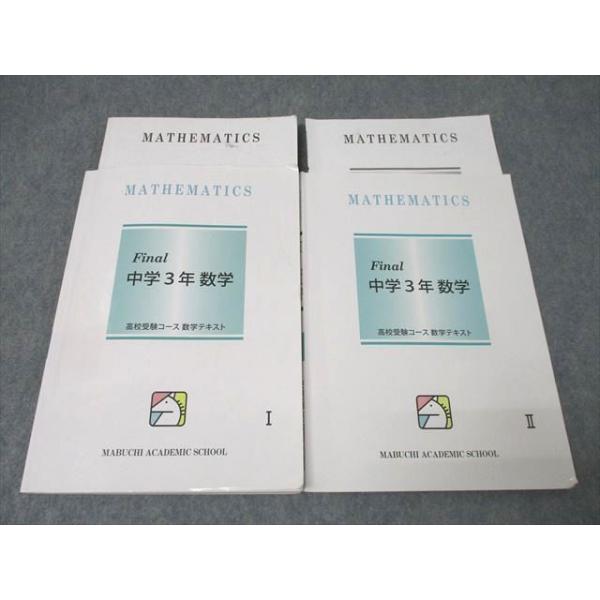 MATHEMATICS
MATHEMATICS
MATHEMATICS
Final
中学3年 数学
高校受験コース 数学テキスト
I
MABUCHI ACADEMIC SCHOOL
MATHEMATICS
Final
中学3年 数学
高校受験コース 数学テキスト
II
MABUCHI ACADEMIC SCHOOL